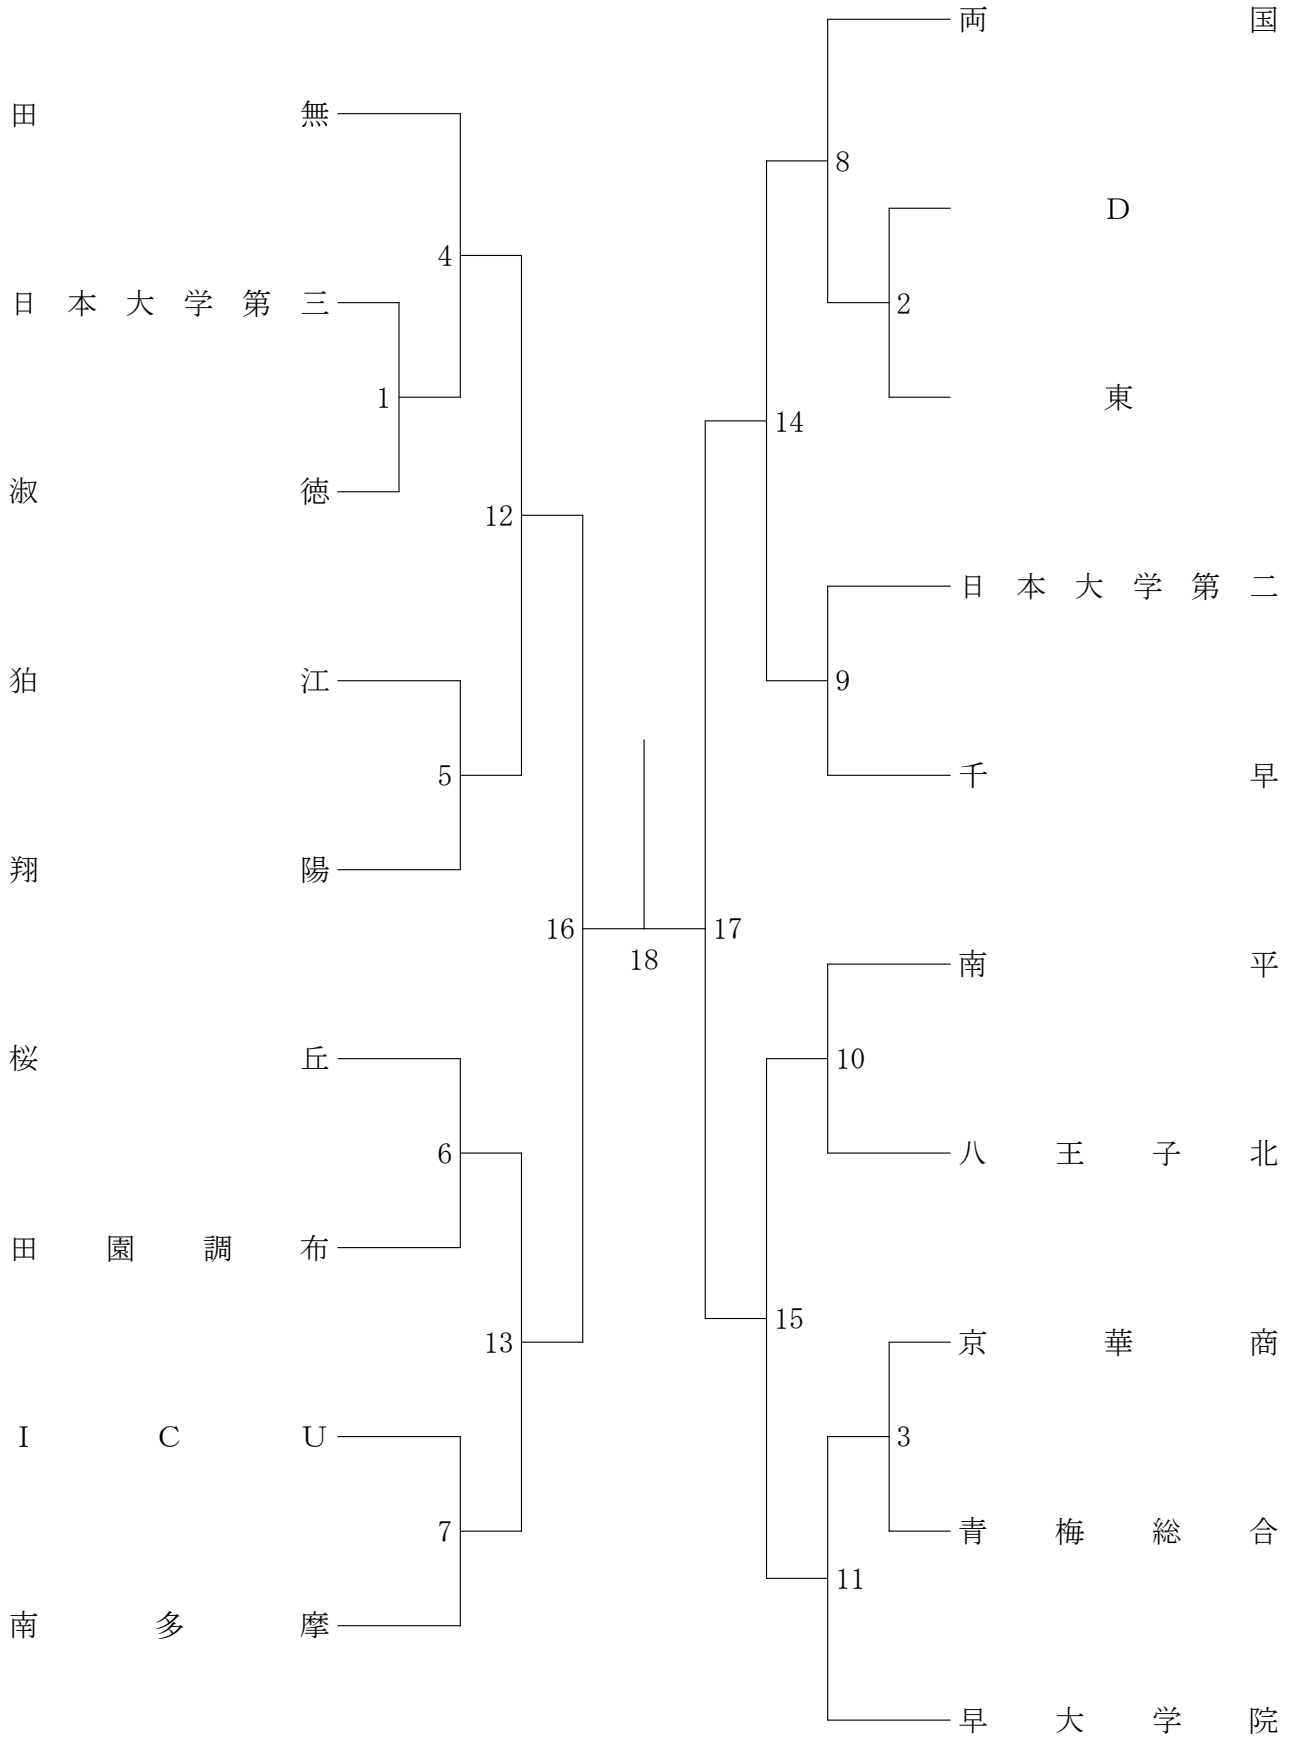 田無
4
日本大学第三
1
淑徳
12
狛江
5
翔陽
16
桜丘
6
田園調布
13
ＩＣＵ
7
南多摩
18
両国
8
Ｄ
2
東
14
日本大学第二
9
千早
17
南平
10
八王子北
15
京華商
3
青梅総合
11
早大学院